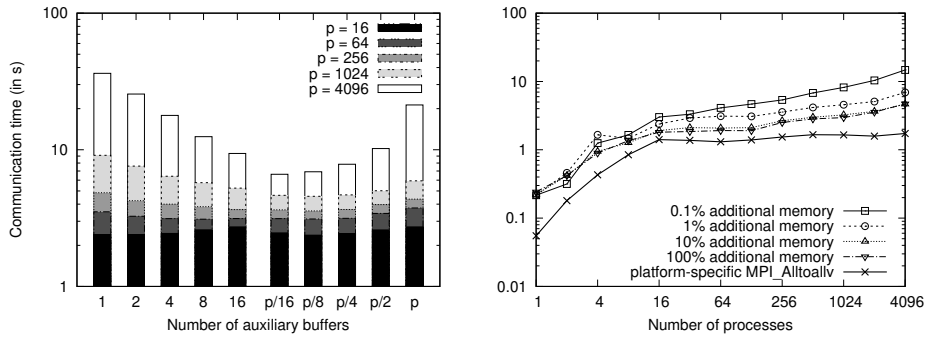 100
10
1
Communication time (in s)
p = 16
p = 64
p = 256
p = 1024
p = 4096
1 2 4 8 16 p/16 p/8 p/4 p/2 p
Number of auxiliary buffers
100
10
1
0.1
0.01
0.1% additional memory
1% additional memory
10% additional memory
100% additional memory
platform-specific MPI_Alltoallv
1 4 16 64 256 1024 4096
Number of processes